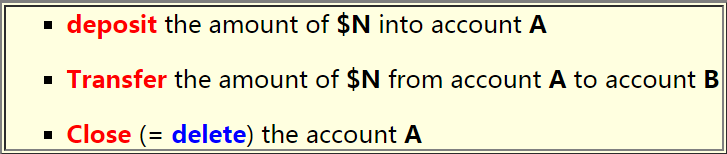 deposit the amount of $N into account A
Transfer the amount of $N from account A to account B
Close (= delete) the account A